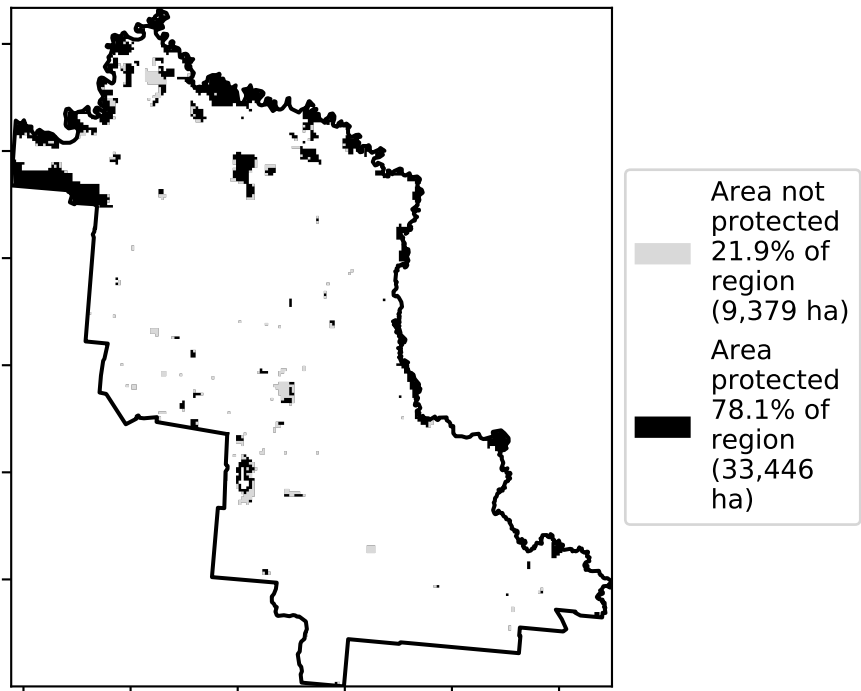 Area not
protected
21.9% of
region
(9,379 ha)
Area
protected
78.1% of
region
(33,446
ha)